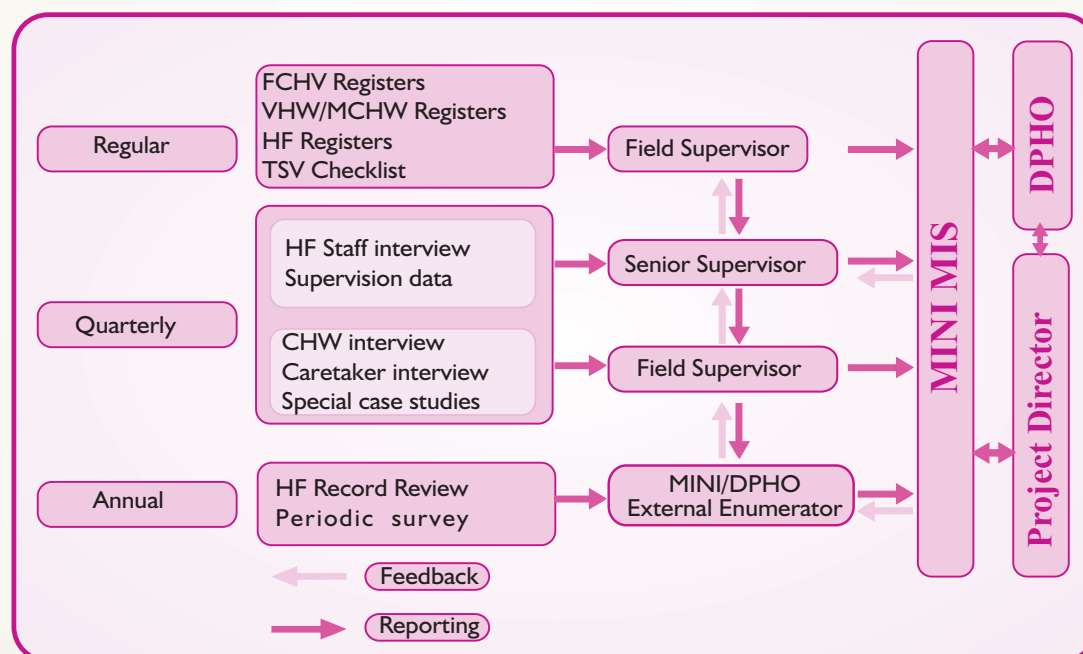 Regular
FCHV Registers
VHW/MCHW Registers
HF Registers
TSV Checklist
Field Supervisor
Quarterly
HF Staff interview
Supervision data
Senior Supervisor
CHW interview
Caretaker interview
Special case studies
Field Supervisor
Annual
HF Record Review
Periodic survey
MINI/DPHO
External Enumerator
MINI MIS
DPHO
Project Director
Feedback
Reporting